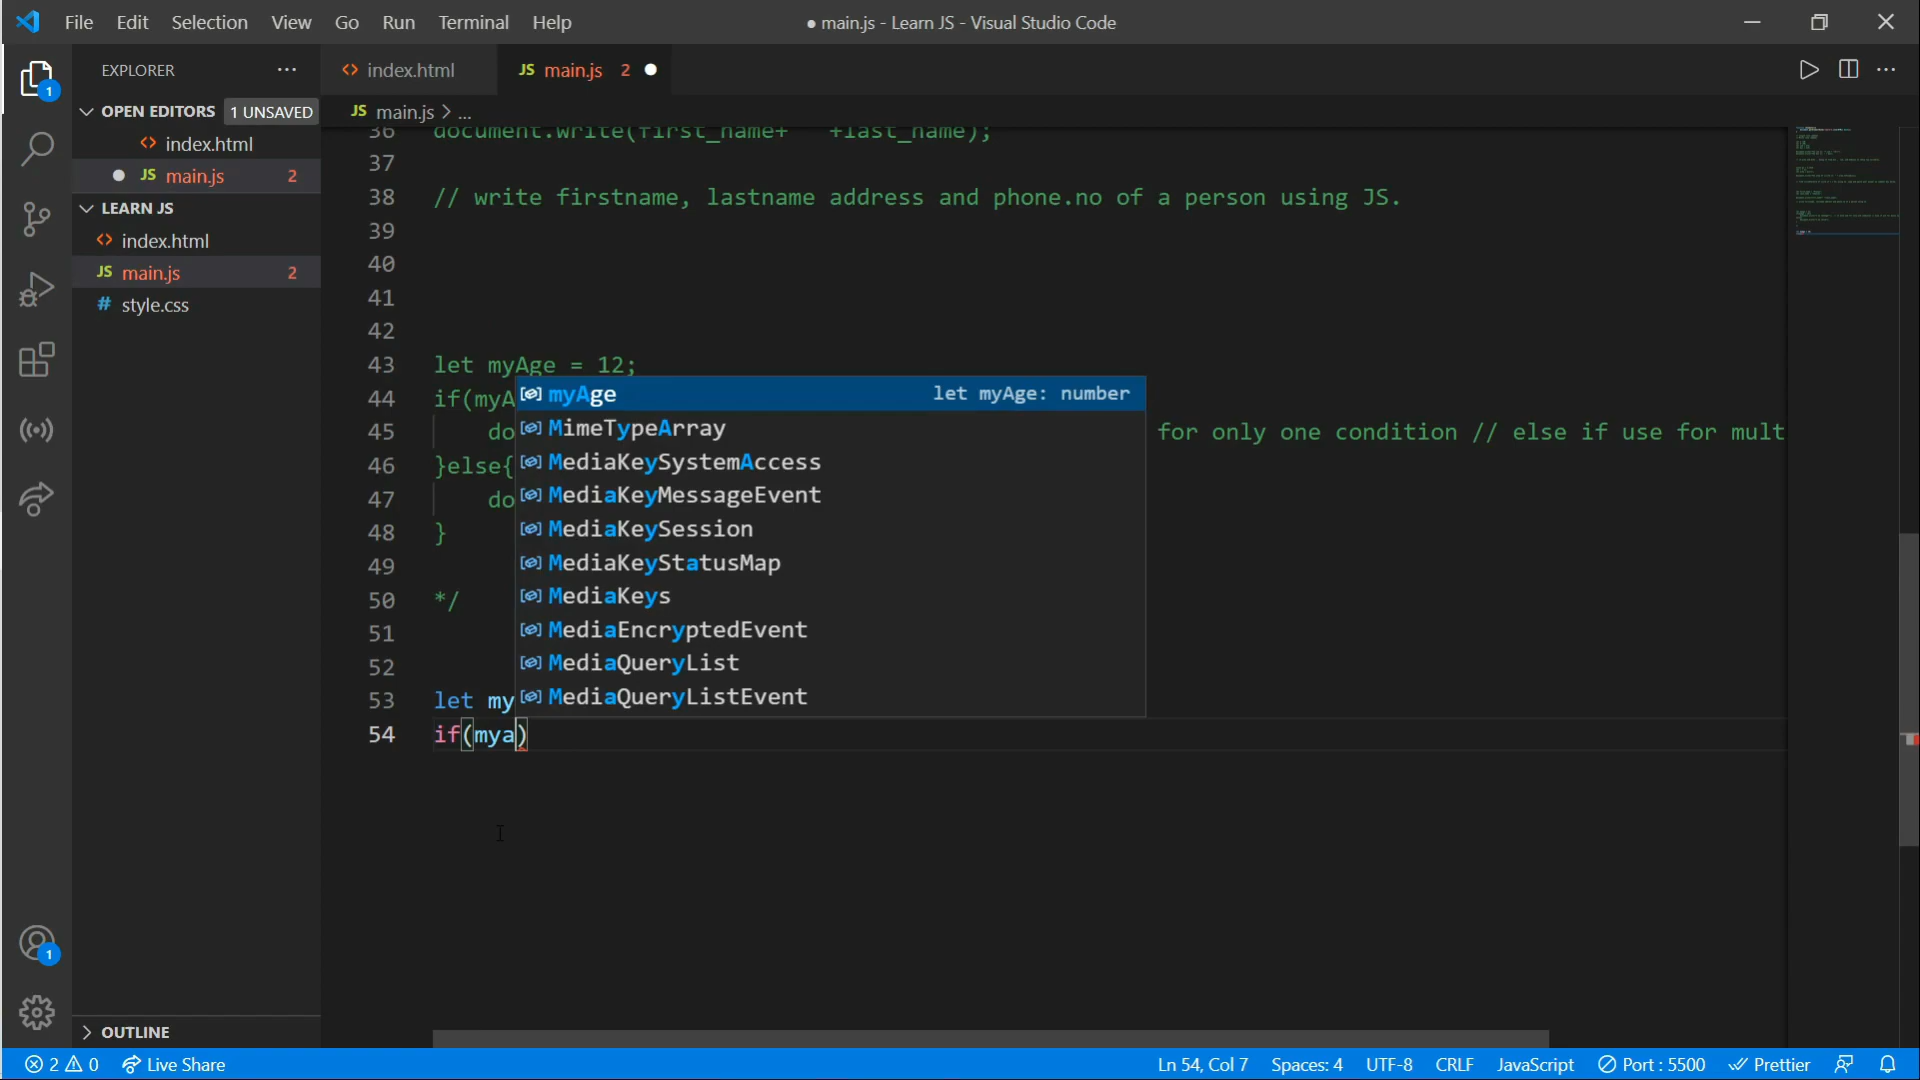 File Edit Selection View Go Run Terminal Help
● main.js - Learn JS - Visual Studio Code
EXPLORER
index.html
JS main.js 2
OPEN EDITORS 1 UNSAVED
index.html
JS main.js 2
LEARN JS
index.html
JS main.js 2
# style.css
OUTLINE
JS main.js > ...
36 document.write(first_name+ +last_name);
37
38 // write firstname, lastname address and phone.no of a person using JS.
39
40
41
42
43 let myAge = 12;
44 if(myA
45 do for only one condition // else if use for mult
46 }else{
47 do
48 }
49
50 */
51
52
53 let my
54 if(mya)
myAge let myAge: number
MimeTypeArray
MediaKeySystemAccess
MediaKeyMessageEvent
MediaKeySession
MediaKeyStatusMap
MediaKeys
MediaEncryptedEvent
MediaQueryList
MediaQueryListEvent
1
1
2 0 Live Share
Ln 54, Col 7 Spaces: 4 UTF-8 CRLF JavaScript Port : 5500 Prettier